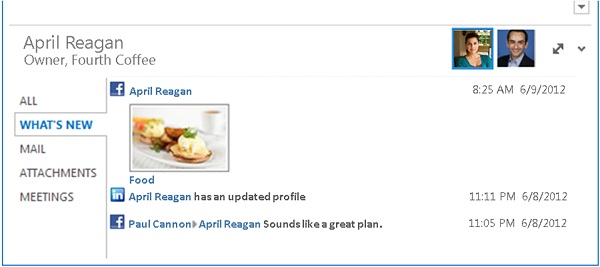 April Reagan
Owner, Fourth Coffee
ALL
WHAT'S NEW
MAIL
ATTACHMENTS
MEETINGS
April Reagan 8:25 AM 6/9/2012
Food
April Reagan has an updated profile 11:11 PM 6/8/2012
Paul Cannon▸April Reagan Sounds like a great plan. 11:05 PM 6/8/2012